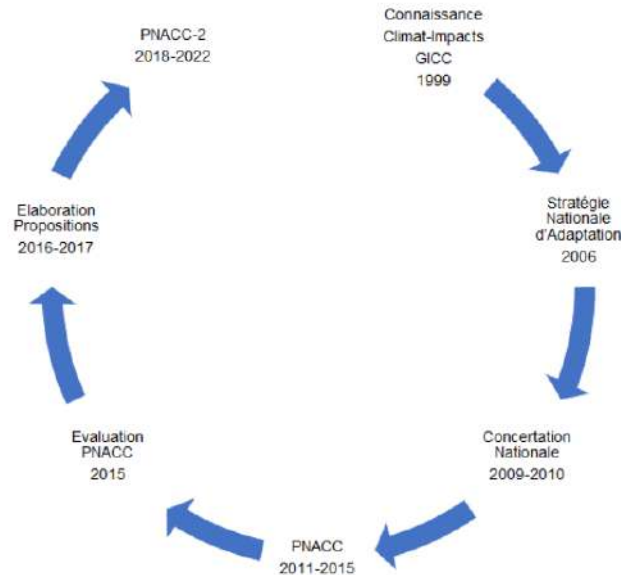 Connaissance
Climat-Impacts
GICC
1999
Stratégie
Nationale
d'Adaptation
2006
Concertation
Nationale
2009-2010
PNACC
2011-2015
Evaluation
PNACC
2015
Elaboration
Propositions
2016-2017
PNACC-2
2018-2022